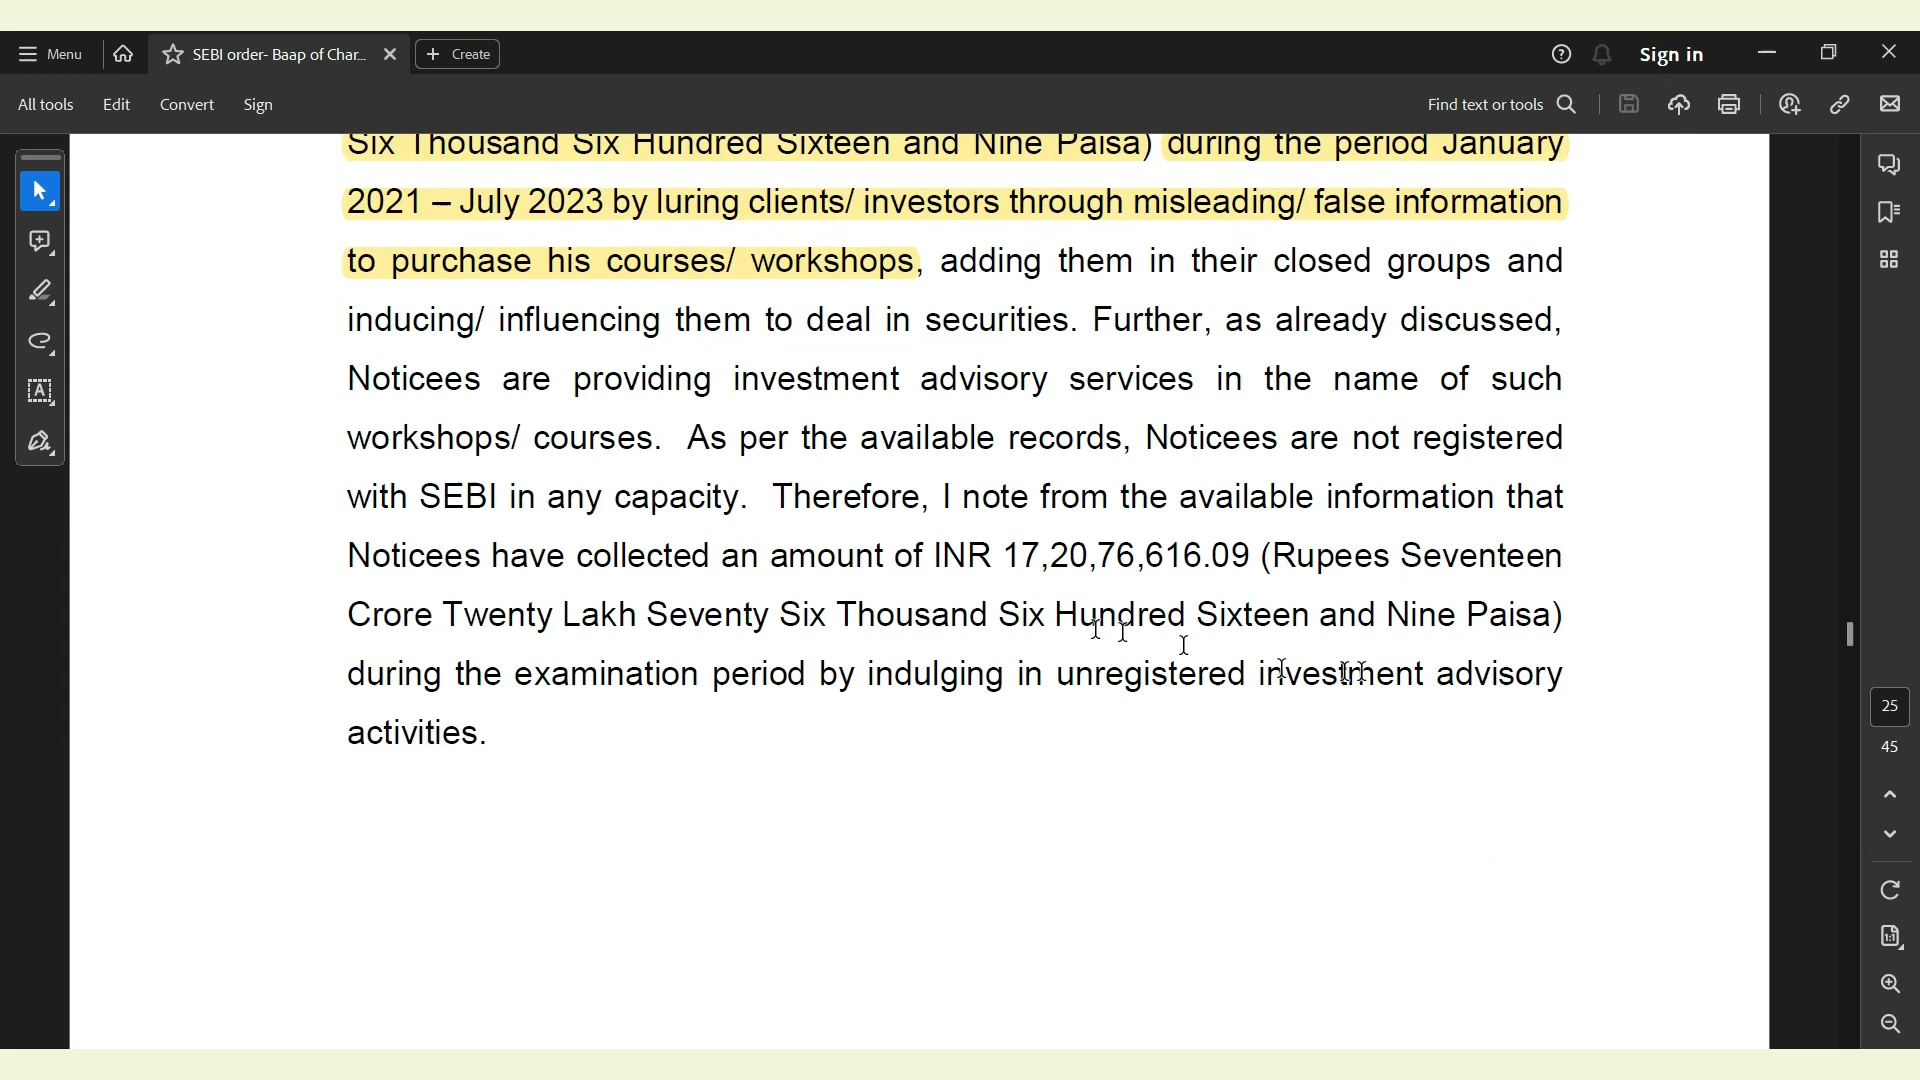 Menu
SEBI order- Baap of Char...
Create
Sign in
All tools
Edit
Convert
Sign
Find text or tools
Six Thousand Six Hundred Sixteen and Nine Paisa) during the period January
2021 – July 2023 by luring clients/ investors through misleading/ false information
to purchase his courses/ workshops, adding them in their closed groups and
inducing/ influencing them to deal in securities. Further, as already discussed,
Noticees are providing investment advisory services in the name of such
workshops/ courses. As per the available records, Noticees are not registered
with SEBI in any capacity. Therefore, I note from the available information that
Noticees have collected an amount of INR 17,20,76,616.09 (Rupees Seventeen
Crore Twenty Lakh Seventy Six Thousand Six Hundred Sixteen and Nine Paisa)
during the examination period by indulging in unregistered investment advisory
activities.
25
45